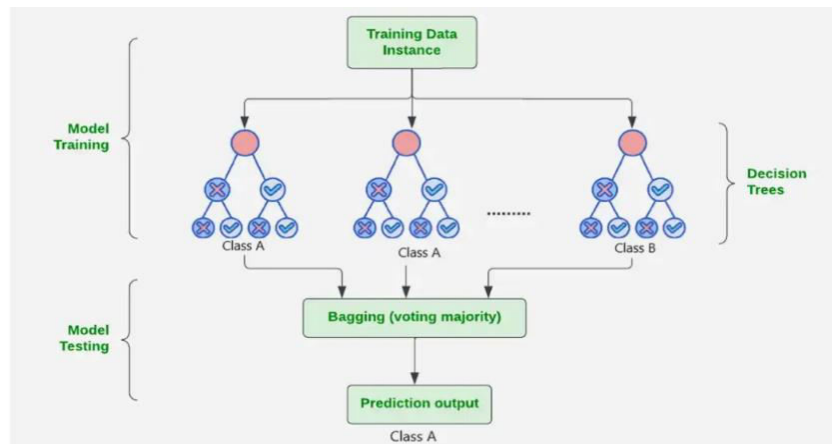 Training Data
Instance
Model
Training
Decision
Trees
.........
Class A
Class A
Class B
Bagging (voting majority)
Model
Testing
Prediction output
Class A